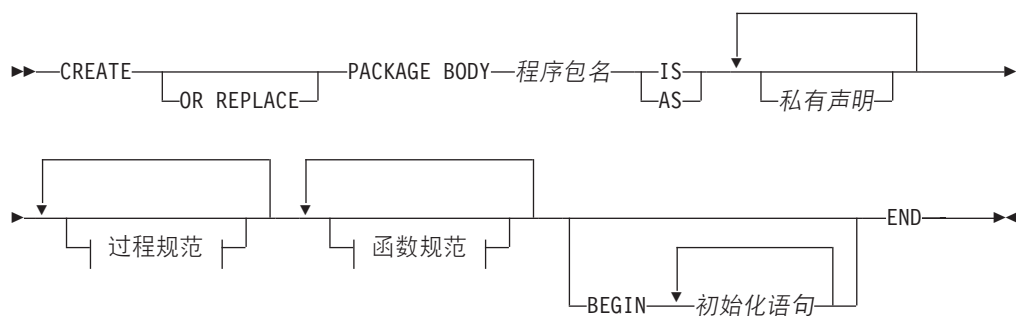 CREATE PACKAGE BODY 程序包名 IS
OR REPLACE AS 私有声明
过程规范 函数规范 END
BEGIN 初始化语句